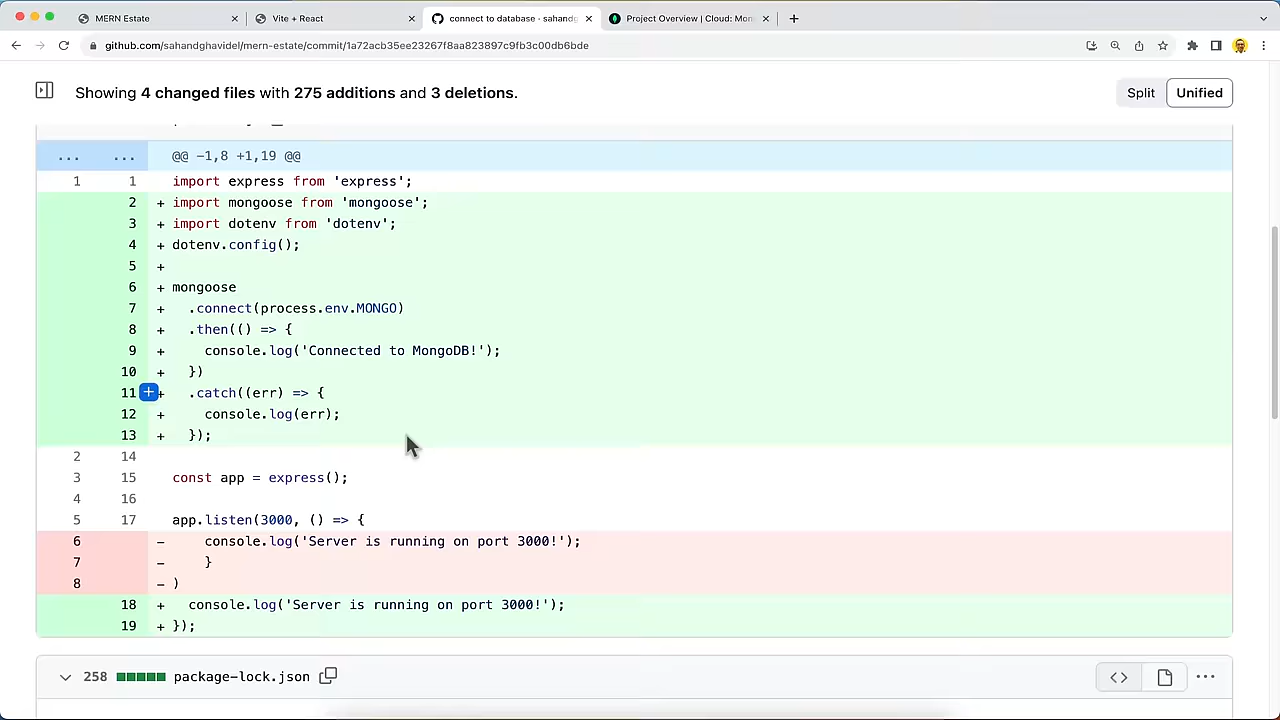 MERN Estate
Vite + React
connect to database · sahandg
Project Overview | Cloud: Mon
github.com/sahandghavidel/mern-estate/commit/1a72acb35ee23267f8aa823897c9fb3c00db6bde
Showing 4 changed files with 275 additions and 3 deletions.
Split
Unified
... ... @@ -1,8 +1,19 @@
1 1 import express from 'express';
2 + import mongoose from 'mongoose';
3 + import dotenv from 'dotenv';
4 + dotenv.config();
5 +
6 + mongoose
7 + .connect(process.env.MONGO)
8 + .then(() => {
9 + console.log('Connected to MongoDB!');
10 + })
11 + .catch((err) => {
12 + console.log(err);
13 + });
2 14
3 15 const app = express();
4 16
5 17 app.listen(3000, () => {
6 - console.log('Server is running on port 3000!');
7 - }
8 - )
18 + console.log('Server is running on port 3000!');
19 + });
258 package-lock.json